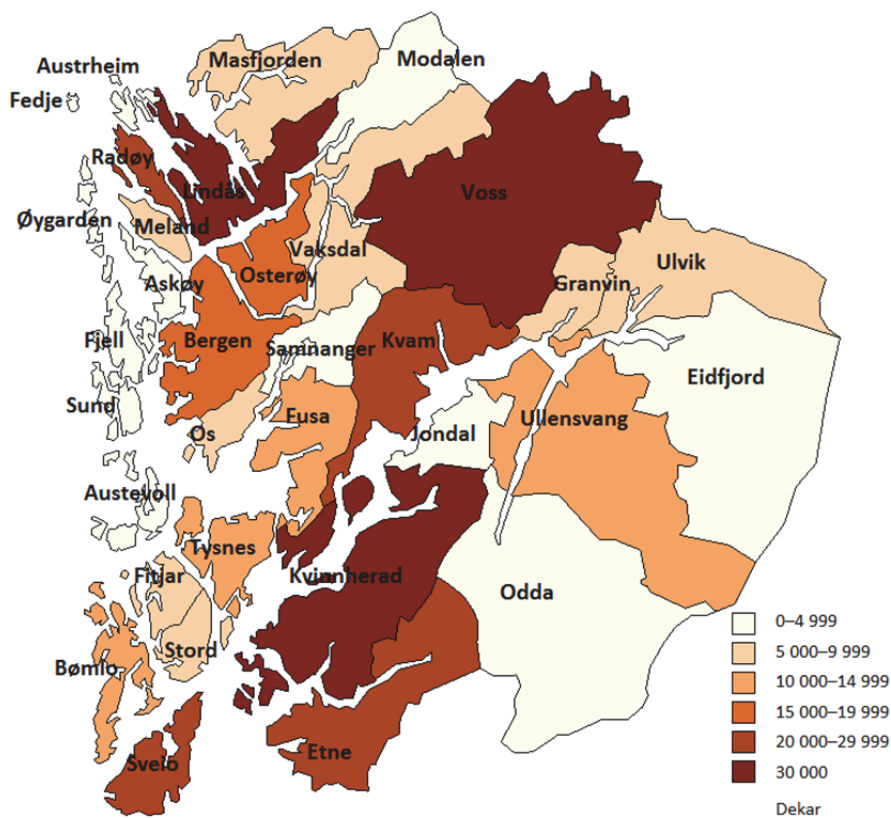 Masfjorden
Modalen
Austrheim
Fedje
Radøy
Lindås
Voss
Øygarden
Meland
Vaksdal
Ulvik
Osterøy
Granvin
Askøy
Fjell
Bergen
Samnanger
Kvam
Eidfjord
Sund
Fusa
Ullensvang
Os
Jondal
Austevoll
Tysnes
Fitjar
Kvinnherad
Odda
Stord
Bømlo
Etne
Sveio
0–4 999
5 000–9 999
10 000–14 999
15 000–19 999
20 000–29 999
30 000
Dekar